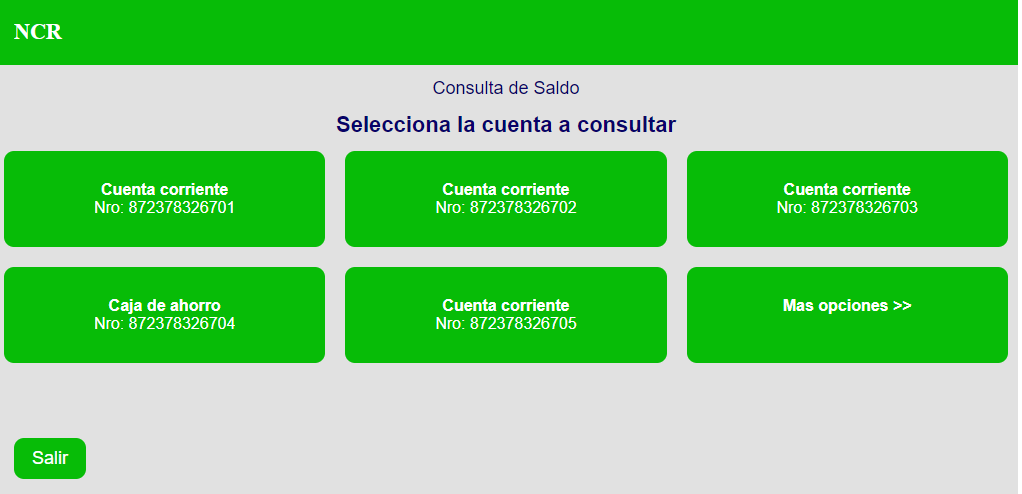 NCR
Consulta de Saldo
Selecciona la cuenta a consultar
Cuenta corriente
Nro: 872378326701
Cuenta corriente
Nro: 872378326702
Cuenta corriente
Nro: 872378326703
Caja de ahorro
Nro: 872378326704
Cuenta corriente
Nro: 872378326705
Mas opciones >>
Salir